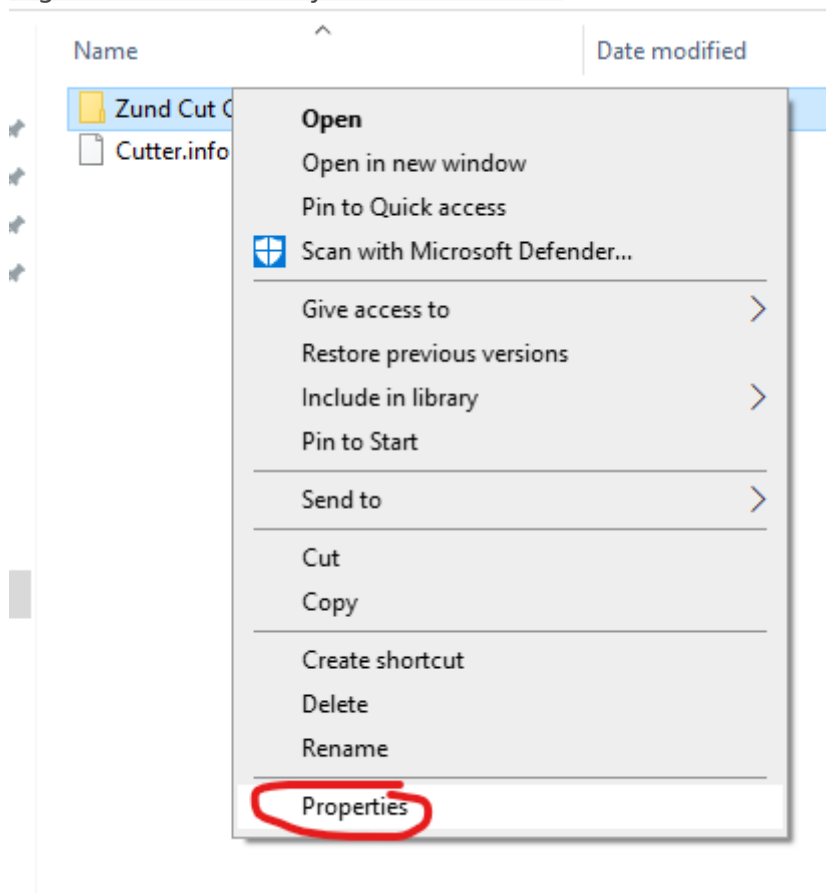 Name
Date modified
Zund Cut
Cutter.info
Open
Open in new window
Pin to Quick access
Scan with Microsoft Defender...
Give access to
Restore previous versions
Include in library
Pin to Start
Send to
Cut
Copy
Create shortcut
Delete
Rename
Properties